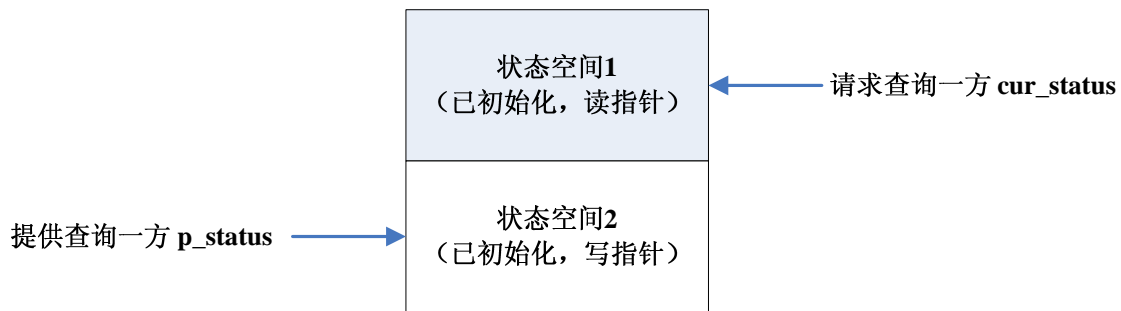 状态空间1
（已初始化，读指针）
请求查询一方 cur_status
状态空间2
（已初始化，写指针）
提供查询一方 p_status